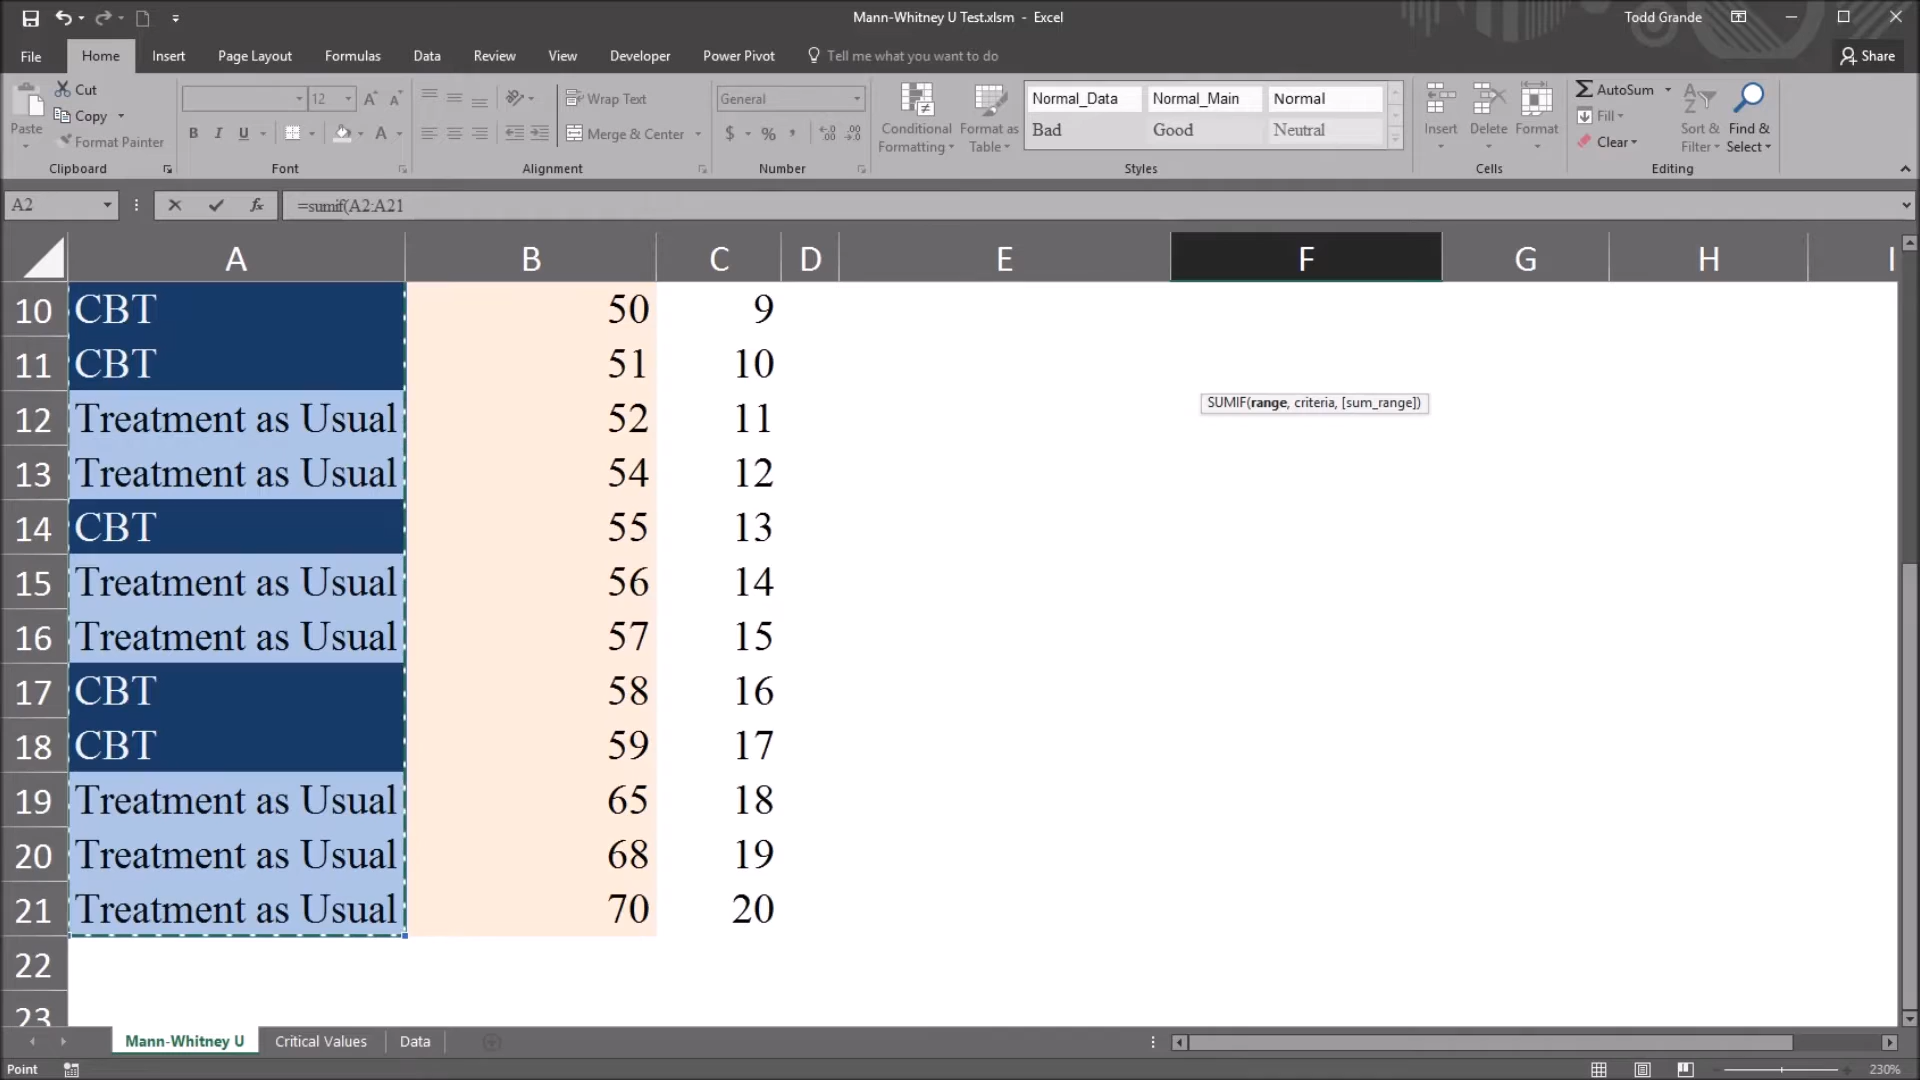 Mann-Whitney U Test.xlsm - Excel
Todd Grande
File Home Insert Page Layout Formulas Data Review View Developer Power Pivot Tell me what you want to do Share
Paste
Cut
Copy
Format Painter
Clipboard
12
B I U
Font
Wrap Text
Merge & Center
Alignment
General
$ % ,
Number
Conditional Formatting
Format as Table
Normal_Data Normal_Main Normal
Bad Good Neutral
Styles
Insert Delete Format
Cells
AutoSum
Fill
Clear
Sort & Filter
Find & Select
Editing
A2 fx =sumif(A2:A21
A B C D E F G H I
10 CBT 50 9
11 CBT 51 10
SUMIF(range, criteria, [sum_range])
12 Treatment as Usual 52 11
13 Treatment as Usual 54 12
14 CBT 55 13
15 Treatment as Usual 56 14
16 Treatment as Usual 57 15
17 CBT 58 16
18 CBT 59 17
19 Treatment as Usual 65 18
20 Treatment as Usual 68 19
21 Treatment as Usual 70 20
22
23
Mann-Whitney U Critical Values Data
Point 230%